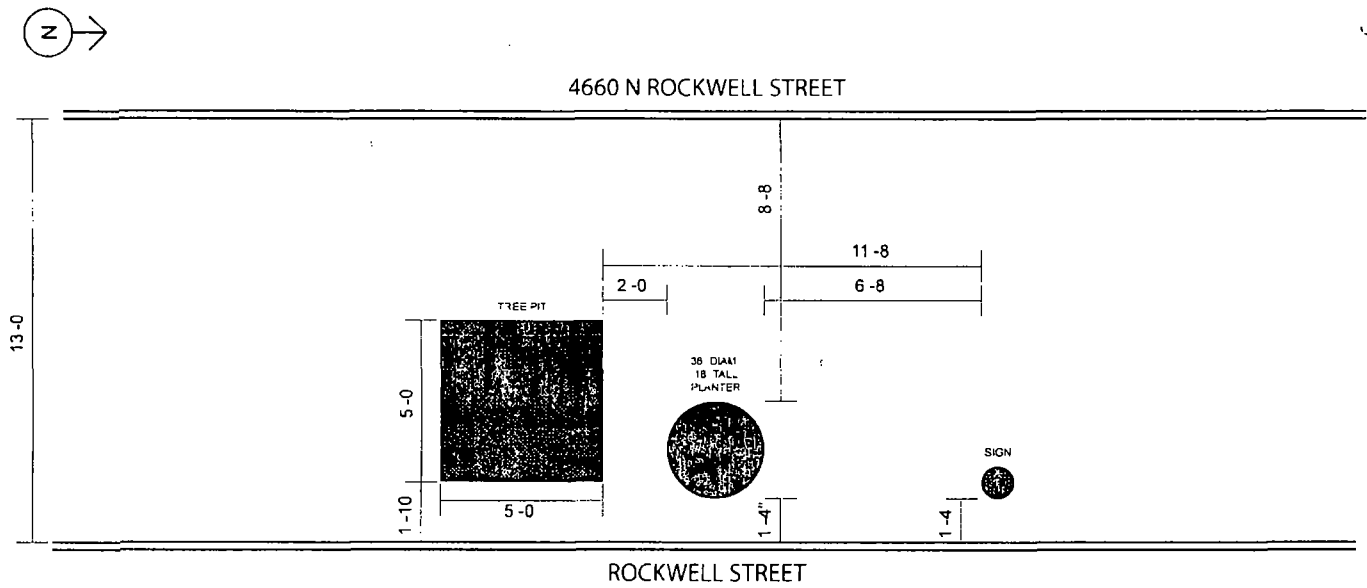 N
4660 N ROCKWELL STREET
13-0
8-8
11-8
2-0
6-8
TREE PIT
5-0
36 DIAM
18 TALL
PLANTER
SIGN
1-10
5-0
1-4"
1-4
ROCKWELL STREET